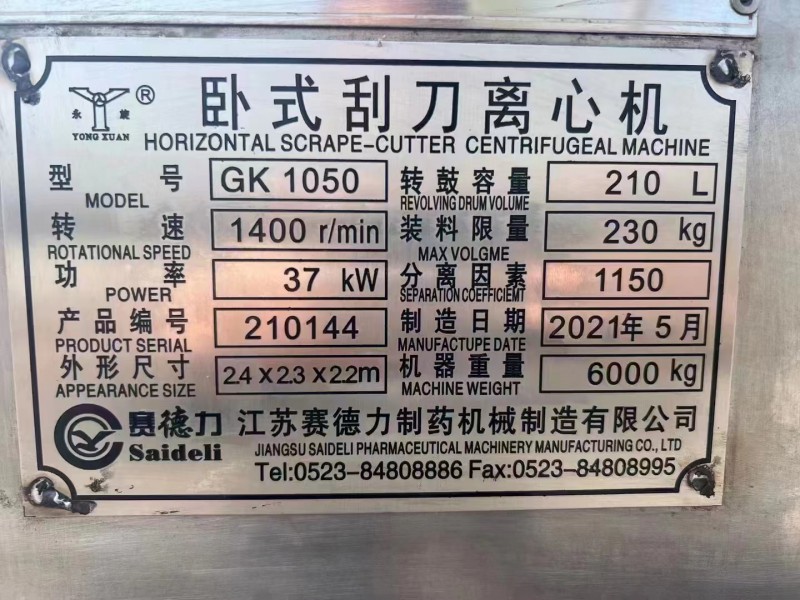 永旋 ®
YONG XUAN
卧式刮刀离心机
HORIZONTAL SCRAPE-CUTTER CENTRIFUGEAL MACHINE
型号 GK 1050 转鼓容量 210 L
MODEL REVOLVING DRUM VOLUME
转速 1400 r/min 装料限量 230 kg
ROTATIONAL SPEED MAX VOLGME
功率 37 kW 分离因素 1150
POWER SEPARATION COEFFICIEMT
产品编号 210144 制造日期 2021年5月
PRODUCT SERIAL MANUFACTUPE DATE
外形尺寸 2.4×2.3×2.2m 机器重量 6000kg
APPEARANCE SIZE MACHINE WEIGHT
赛德力 江苏赛德力制药机械制造有限公司
Saideli JIANGSU SAIDELI PHARMACEUTICAL MACHINERY MANUFACTURING CO., LTD
Tel:0523-84808886 Fax:0523-84808995